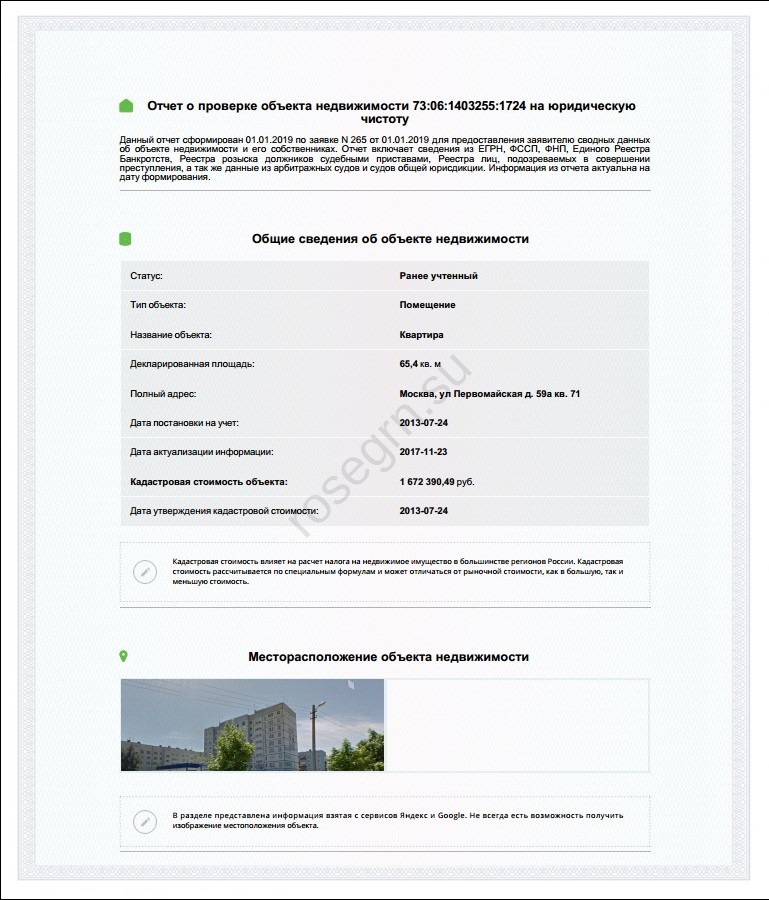 Отчет о проверке объекта недвижимости 73:06:1403255:1724 на юридическую
чистоту
Данный отчет сформирован 01.01.2019 по заявке N 265 от 01.01.2019 для предоставления заявителю сводных данных
об объекте недвижимости и его собственниках. Отчет включает сведения из ЕГРН, ФССП, ФНП, Единого Реестра
Банкротств, Реестра розыска должников судебными приставами, Реестра лиц, подозреваемых в совершении
преступления, а так же данные из арбитражных судов и судов общей юрисдикции. Информация из отчета актуальна на
дату формирования.
Общие сведения об объекте недвижимости
Статус: Ранее учтенный
Тип объекта: Помещение
Название объекта: Квартира
Декларированная площадь: 65,4 кв. м
Полный адрес: Москва, ул Первомайская д. 59а кв. 71
Дата постановки на учет: 2013-07-24
Дата актуализации информации: 2017-11-23
Кадастровая стоимость объекта: 1 672 390,49 руб.
Дата утверждения кадастровой стоимости: 2013-07-24
rosegrn.su
Кадастровая стоимость влияет на расчет налога на недвижимое имущество в большинстве регионов России. Кадастровая
стоимость рассчитывается по специальным формулам и может отличаться от рыночной стоимости, как в большую, так и
меньшую стоимость.
Месторасположение объекта недвижимости
В разделе представлена информация взятая с сервисов Яндекс и Google. Не всегда есть возможность получить
изображение местоположения объекта.